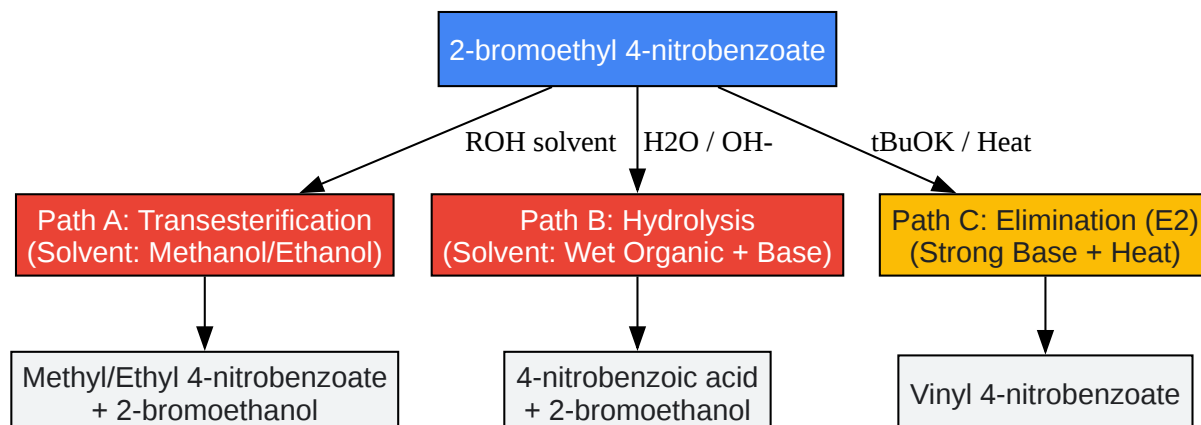 2-bromoethyl 4-nitrobenzoate
ROH solvent
H2O / OH-
tBuOK / Heat
Path A: Transesterification
(Solvent: Methanol/Ethanol)
Path B: Hydrolysis
(Solvent: Wet Organic + Base)
Path C: Elimination (E2)
(Strong Base + Heat)
Methyl/Ethyl 4-nitrobenzoate
+ 2-bromoethanol
4-nitrobenzoic acid
+ 2-bromoethanol
Vinyl 4-nitrobenzoate